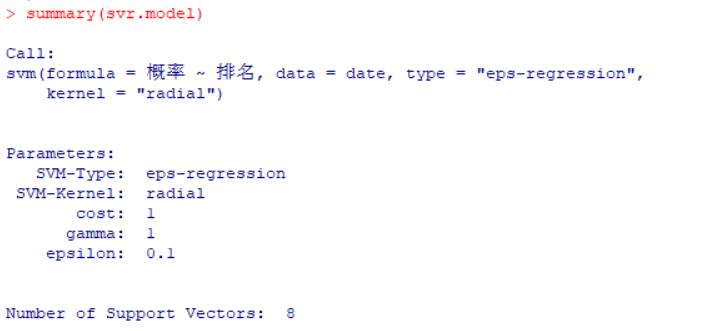 > summary(svr.model)
Call:
svm(formula = 概率 ~ 排名, data = date, type = "eps-regression",
    kernel = "radial")
Parameters:
   SVM-Type:  eps-regression
 SVM-Kernel:  radial
       cost:  1
      gamma:  1
    epsilon:  0.1
Number of Support Vectors:  8